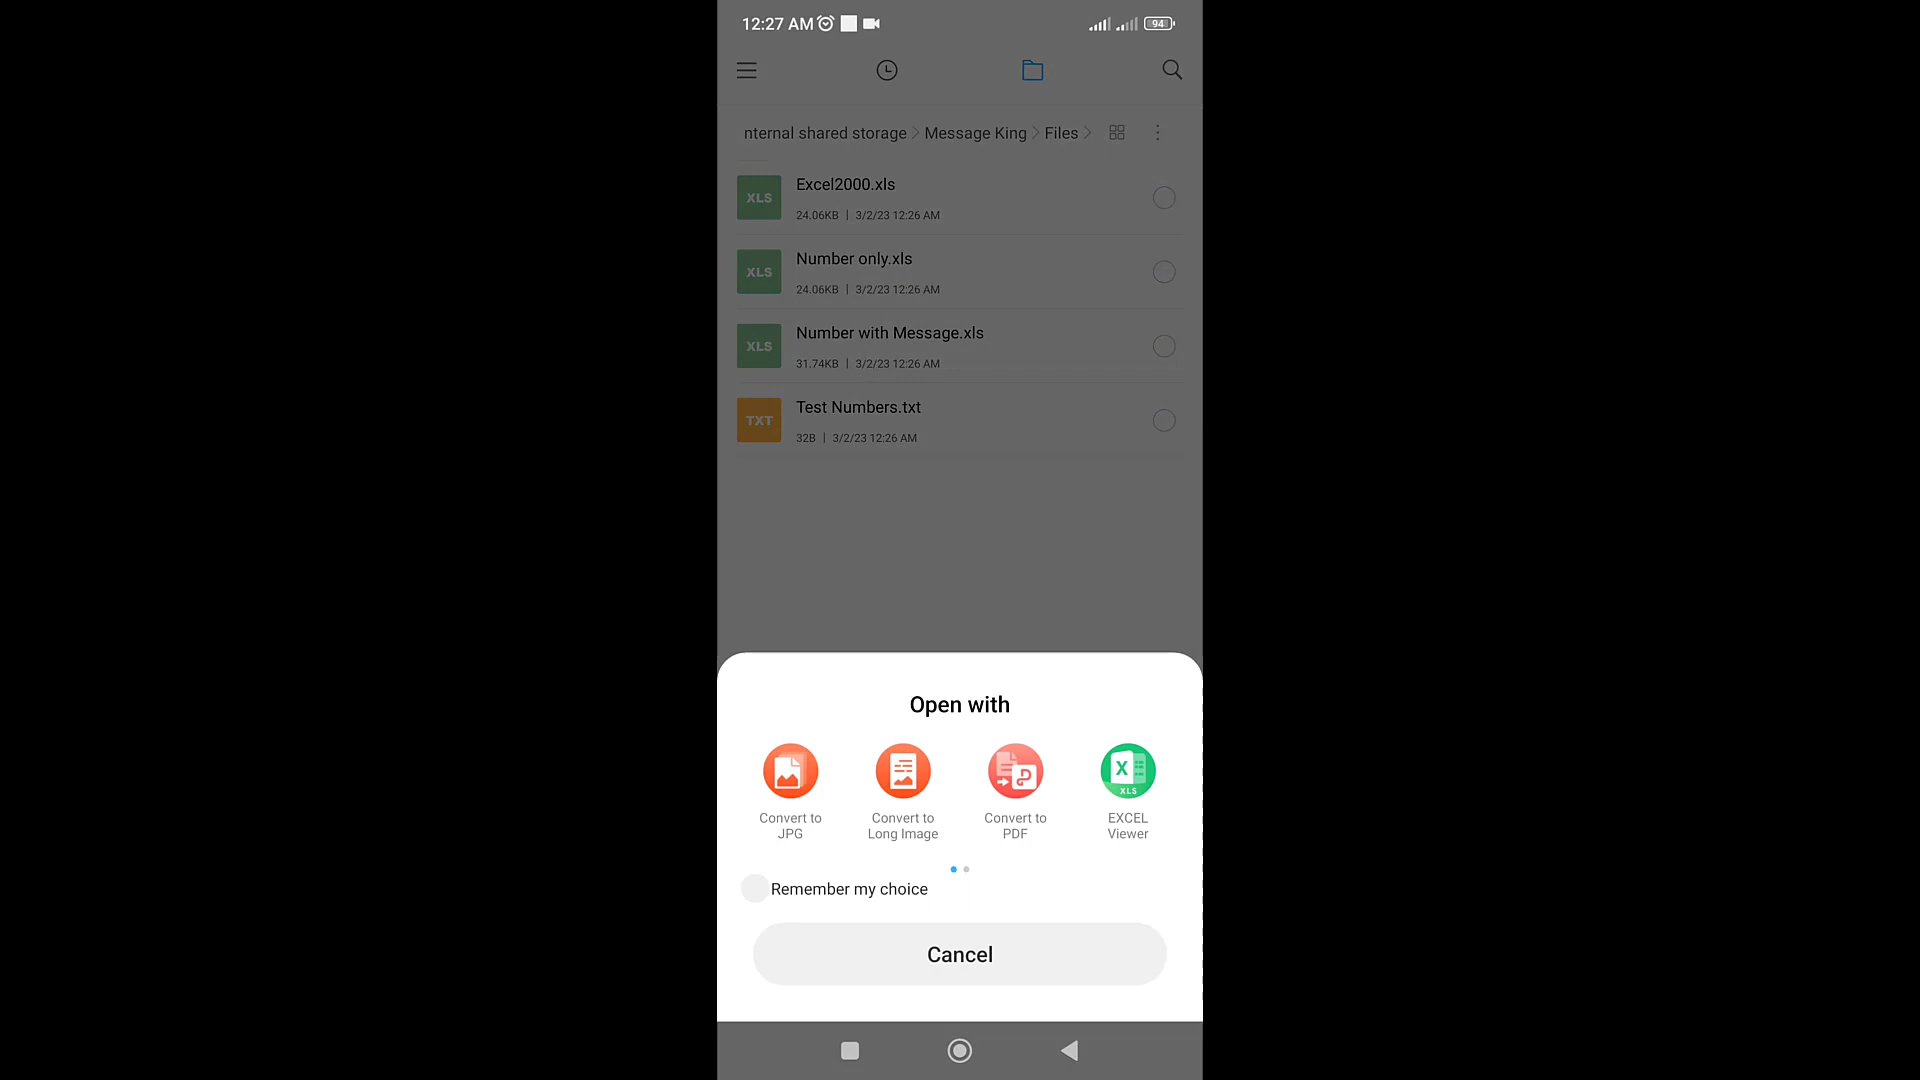 12:27 AM 94
nternal shared storage Message King Files
XLS
Excel2000.xls
24.06KB | 3/2/23 12:26 AM
XLS
Number only.xls
24.06KB | 3/2/23 12:26 AM
XLS
Number with Message.xls
31.74KB | 3/2/23 12:26 AM
TXT
Test Numbers.txt
32B | 3/2/23 12:26 AM
Open with
X
XLS
Convert to
JPG
Convert to
Long Image
Convert to
PDF
EXCEL
Viewer
Remember my choice
Cancel